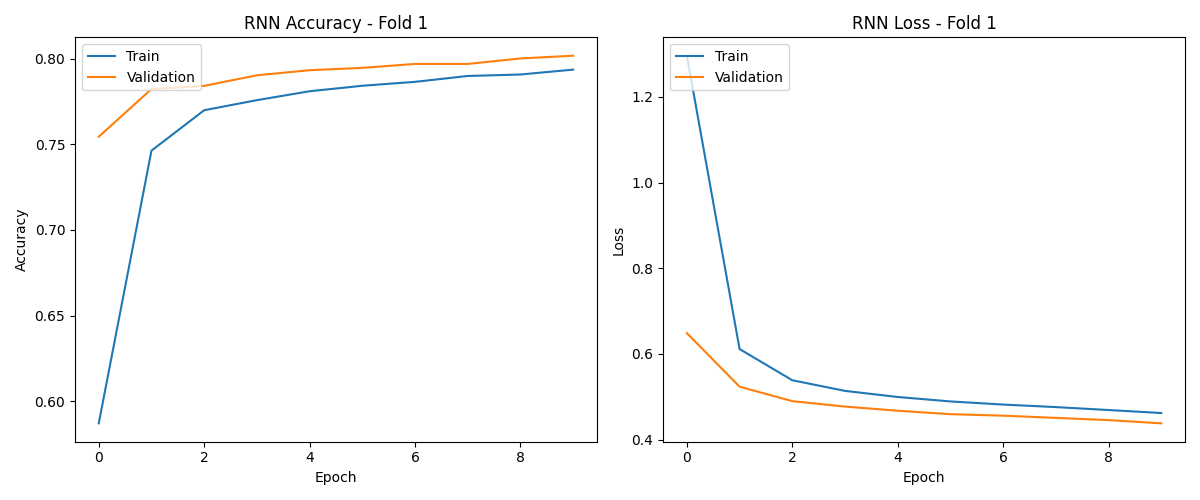 RNN Accuracy - Fold 1
Train
Validation
0.80
0.75
0.70
0.65
0.60
Accuracy
0 2 4 6 8
Epoch
RNN Loss - Fold 1
Train
Validation
1.2
1.0
0.8
0.6
0.4
Loss
0 2 4 6 8
Epoch